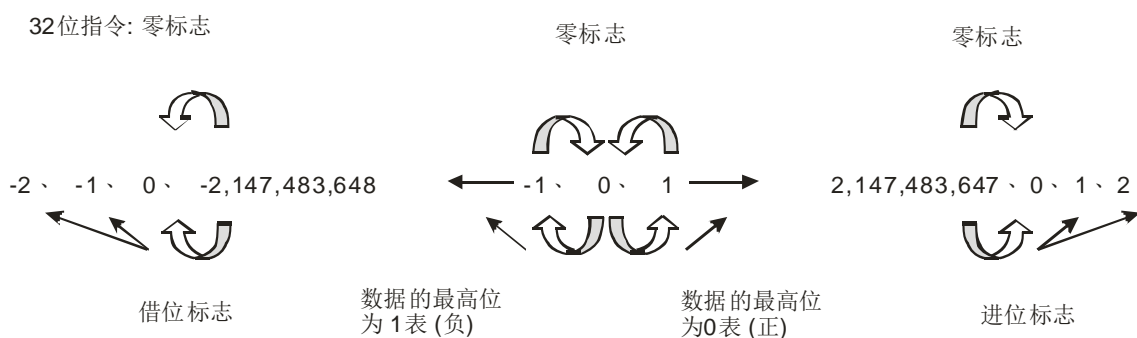 32位指令: 零标志
零标志
零标志
-2、 -1、 0、 -2,147,483,648
-1、 0、 1
2,147,483,647、0、1、2
借位标志
数据的最高位
为 1表 (负)
数据的最高位
为0表 (正)
进位标志